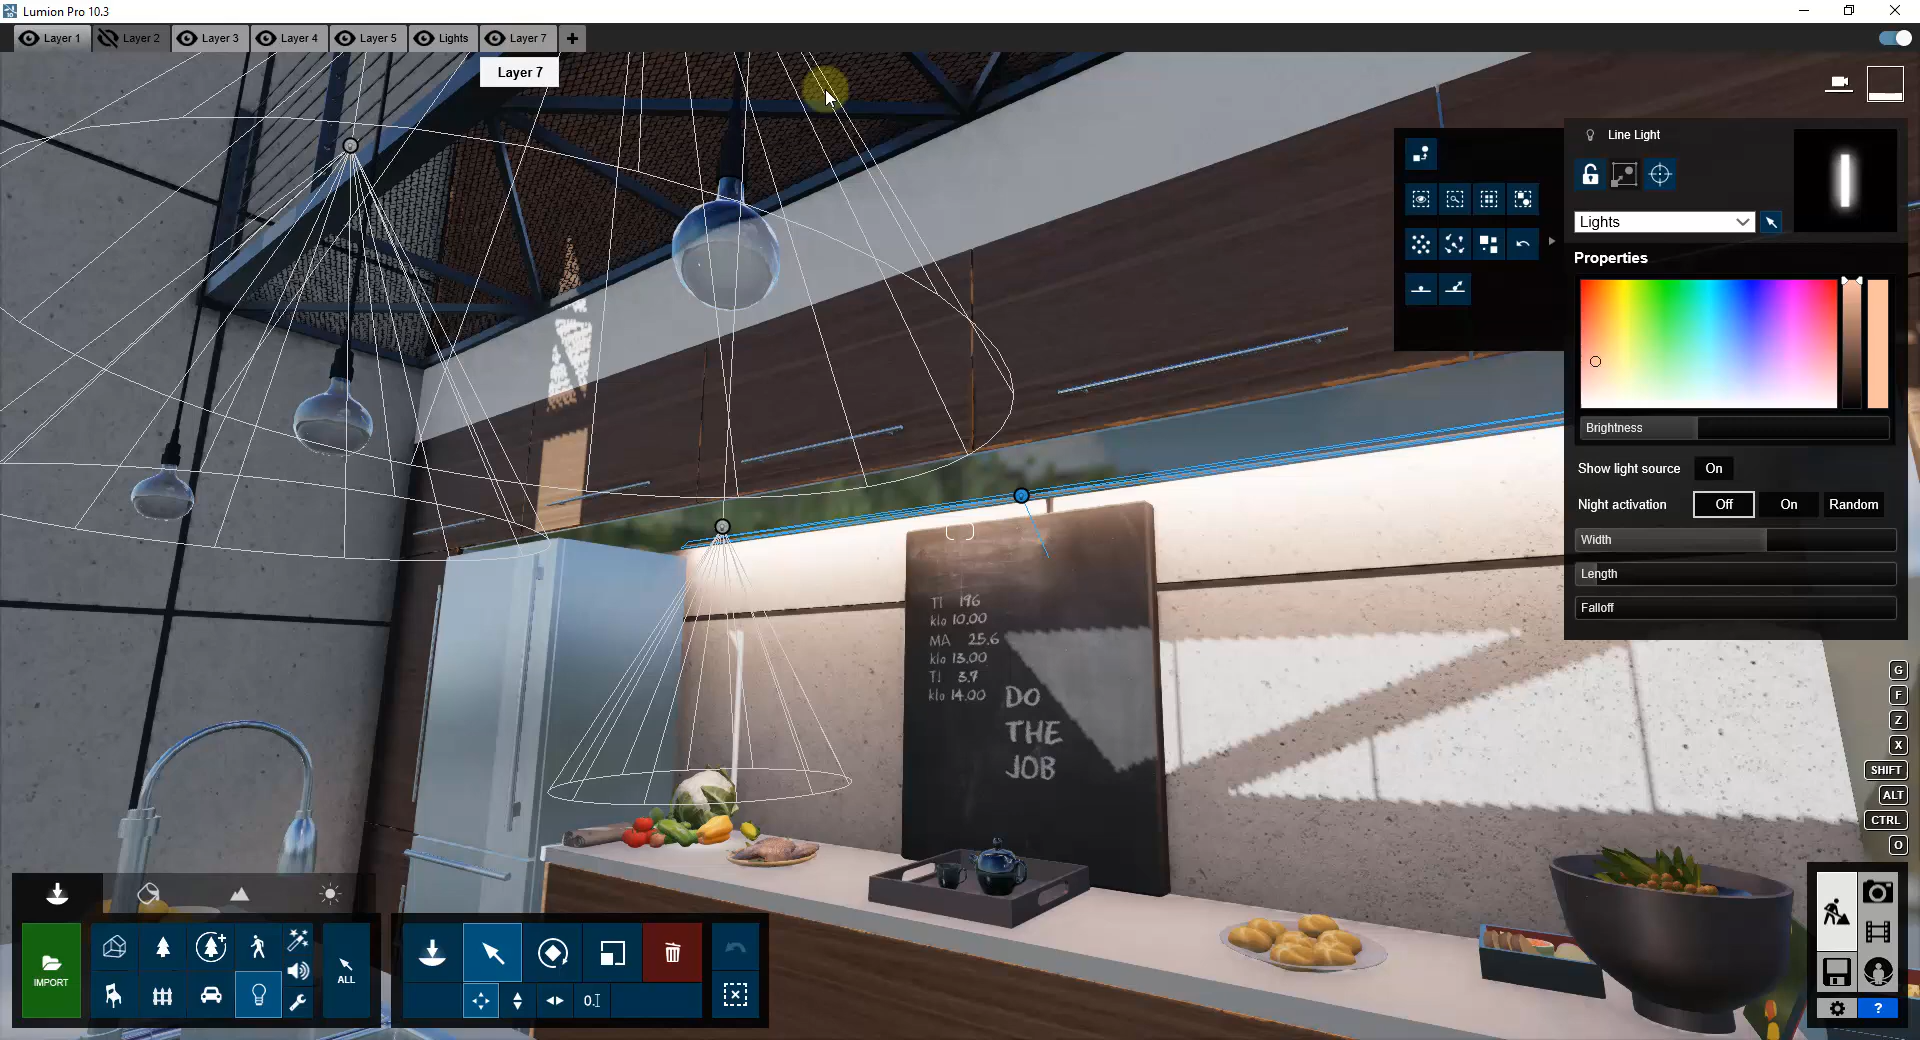 Lumion Pro 10.3
Layer 1
Layer 2
Layer 3
Layer 4
Layer 5
Lights
Layer 7
Layer 7
Line Light
Lights
Properties
Brightness
Show light source On
Night activation Off On Random
Width
Length
Falloff
TI 196
klo 10.00
MA 25.6
klo 13.00
TI 3.7
klo 14.00
DO
THE
JOB
G
F
Z
X
SHIFT
ALT
CTRL
O
IMPORT
ALL
?